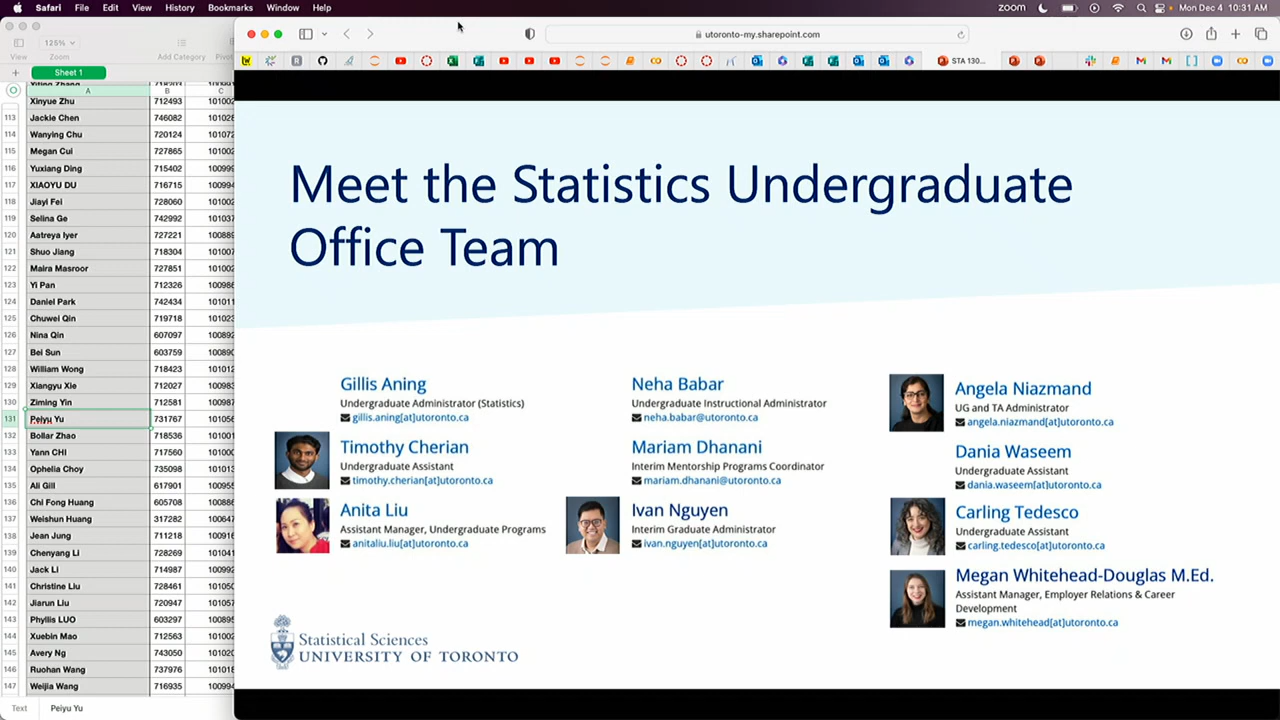 Safari File Edit View History Bookmarks Window Help
zoom Mon Dec 4 10:31 AM
125%
View Zoom Add Category
Sheet 1
utoronto-my.sharepoint.com
STA 130...
A B C
Xinyue Zhu 712493
113 Jackie Chen 746082
114 Wanying Chu 720124
115 Megan Cui 727865
116 Yuxiang Ding 715402
117 XIAOYU DU 716715
118 Jiayi Fei 728060
119 Selina Ge 742992
120 Aatreya Iyer 727221
121 Shuo Jiang 718304
122 Maira Masroor 727851
123 Yi Pan 712326
124 Daniel Park 742434
125 Chuwei Qin 719718
126 Nina Qin 607097
127 Bei Sun 603759
128 William Wong 718423
129 Xiangyu Xie 712027
130 Ziming Yin 712581
131 Peiyu Yu 731767
132 Bollar Zhao 718536
133 Yann CHI 717560
134 Ophelia Choy 735098
135 Ali Gill 617901
136 Chi Fong Huang 605708
137 Weishun Huang 317282
138 Jean Jung 711218
139 Chenyang Li 728269
140 Jack Li 714987
141 Christine Liu 728486
142 Jiarun Liu 720947
143 Phyllis LUO 603297
144 Xuebin Mao 712563
145 Avery Ng 743050
146 Ruohan Wang 737976
147 Weijia Wang 716935
Text Peiyu Yu
Meet the Statistics Undergraduate
Office Team
Gillis Aning
Undergraduate Administrator (Statistics)
gillis.aning[at]utoronto.ca
Timothy Cherian
Undergraduate Assistant
timothy.cherian[at]utoronto.ca
Anita Liu
Assistant Manager, Undergraduate Programs
anitaliu.liu[at]utoronto.ca
Neha Babar
Undergraduate Instructional Administrator
neha.babar@utoronto.ca
Mariam Dhanani
Interim Mentorship Programs Coordinator
mariam.dhanani@utoronto.ca
Ivan Nguyen
Interim Graduate Administrator
ivan.nguyen[at]utoronto.ca
Angela Niazmand
UG and TA Administrator
angela.niazmand[at]utoronto.ca
Dania Waseem
Undergraduate Assistant
dania.waseem[at]utoronto.ca
Carling Tedesco
Undergraduate Assistant
carling.tedesco[at]utoronto.ca
Megan Whitehead-Douglas M.Ed.
Assistant Manager, Employer Relations & Career
Development
megan.whitehead[at]utoronto.ca
Statistical Sciences
UNIVERSITY OF TORONTO